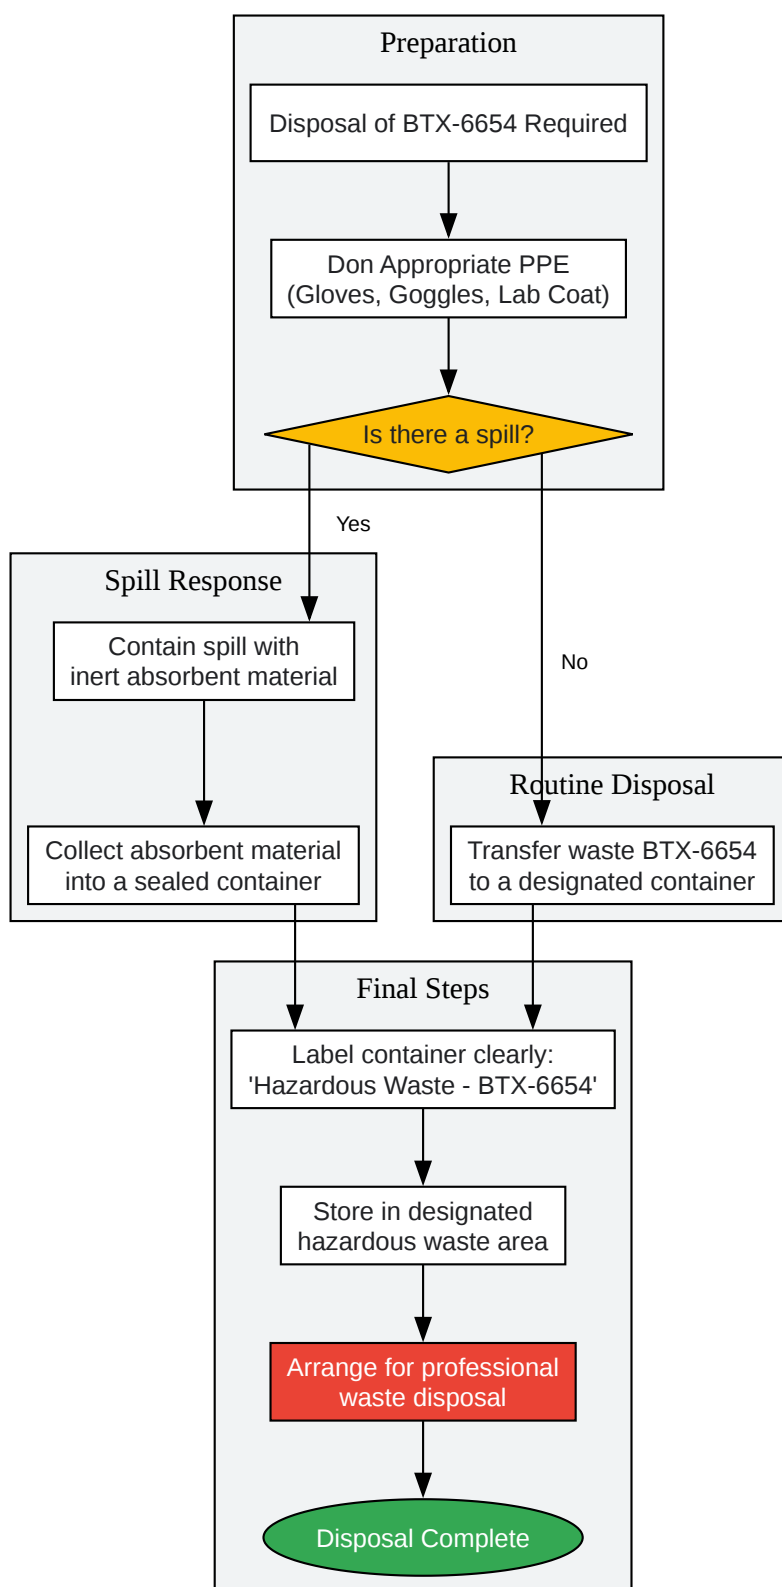 Preparation
Disposal of BTX-6654 Required
Don Appropriate PPE
(Gloves, Goggles, Lab Coat)
Is there a spill?
Yes
No
Spill Response
Contain spill with
inert absorbent material
Collect absorbent material
into a sealed container
Routine Disposal
Transfer waste BTX-6654
to a designated container
Final Steps
Label container clearly:
'Hazardous Waste - BTX-6654'
Store in designated
hazardous waste area
Arrange for professional
waste disposal
Disposal Complete